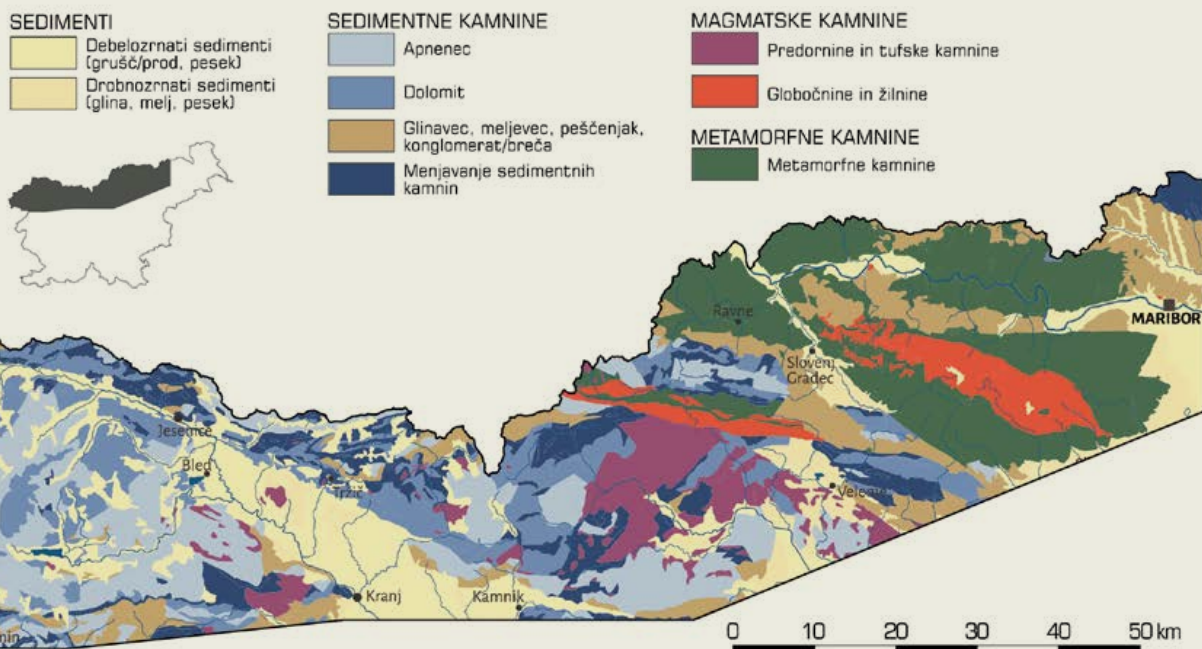 SEDIMENTI
Debelozrnati sedimenti
(grušč/prod, pesek)
Drobnozrnati sedimenti
(glina, melj, pesek)
SEDIMENTNE KAMNINE
Apnenec
Dolomit
Glinavec, meljevec, peščenjak,
konglomerat/breča
Menjavanje sedimentnih
kamnin
MAGMATSKE KAMNINE
Predornine in tufske kamnine
Globočnine in žilnine
METAMORFNE KAMNINE
Metamorfne kamnine
Ravne
MARIBOR
Slovenj
Gradec
Jesenice
Bled
Tržič
Velenje
Kranj
Kamnik
min
0 10 20 30 40 50 km